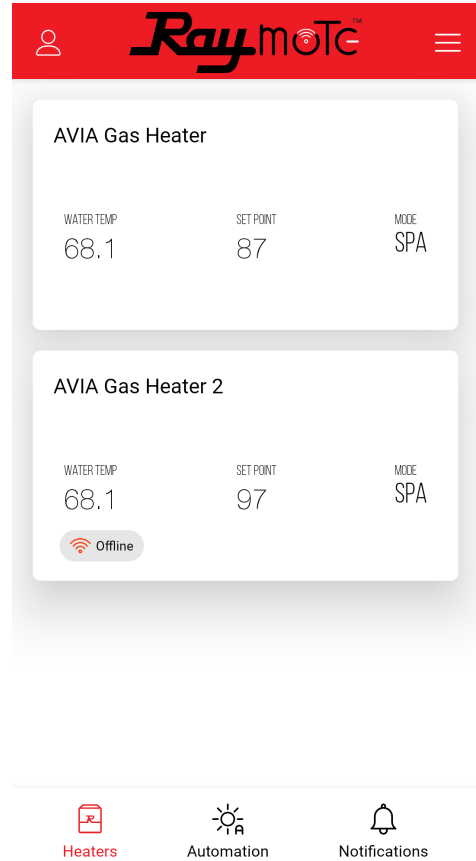 Raymote™
AVIA Gas Heater
WATER TEMP SET POINT MODE
68.1 87 SPA
AVIA Gas Heater 2
WATER TEMP SET POINT MODE
68.1 97 SPA
Offline
Heaters Automation Notifications